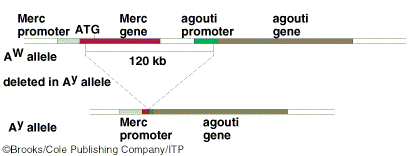 Merc promoter ATG Merc gene agouti promoter agouti gene
A^W allele
120 kb
deleted in A^y allele
A^y allele
Merc promoter agouti gene
©Brooks/Cole Publishing Company/ITP